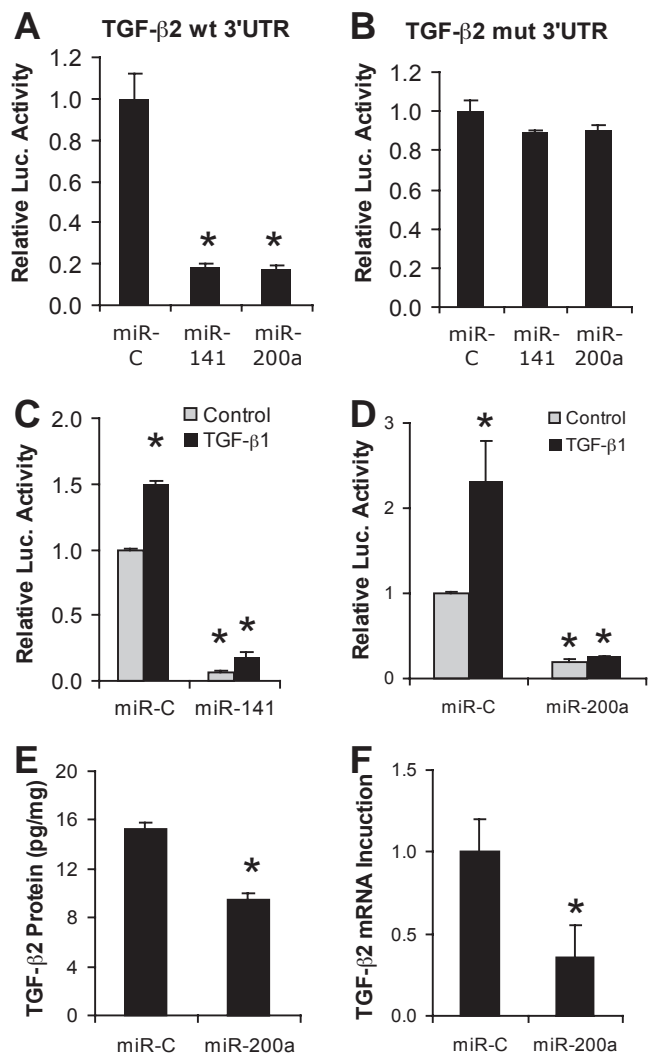 A
TGF-β2 wt 3'UTR
Relative Luc. Activity
1.2
1.0
0.8
0.6
0.4
0.2
0.0
*
*
miR-
C
miR-
141
miR-
200a
B
TGF-β2 mut 3'UTR
Relative Luc. Activity
1.2
1.0
0.8
0.6
0.4
0.2
0.0
miR-
C
miR-
141
miR-
200a
C
Control
TGF-β1
Relative Luc. Activity
2.0
1.5
1.0
0.5
0.0
*
*
*
miR-C
miR-141
D
Control
TGF-β1
Relative Luc. Activity
3
2
1
0
*
*
*
miR-C
miR-200a
E
TGF-β2 Protein (pg/mg)
20
16
12
8
4
0
*
miR-C
miR-200a
F
TGF-β2 mRNA Incuction
1.5
1.0
0.5
0.0
*
miR-C
miR-200a